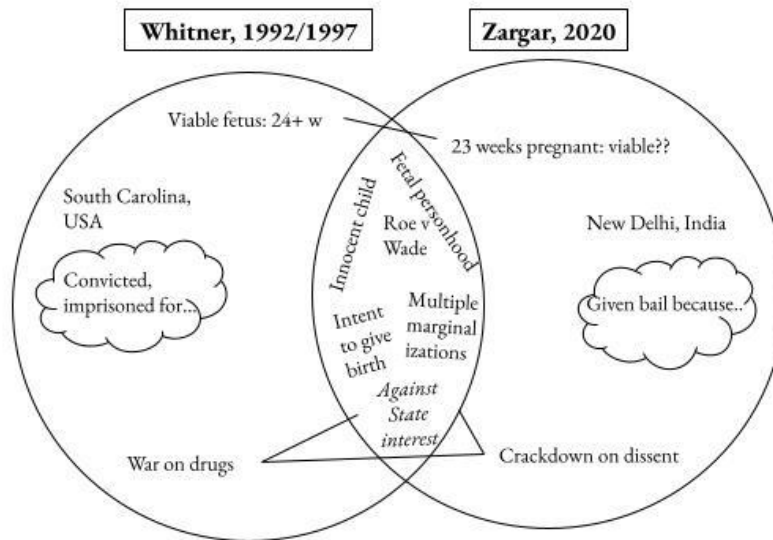 Whitner, 1992/1997
Zargar, 2020
Viable fetus: 24+ w
23 weeks pregnant: viable??
South Carolina,
USA
Convicted,
imprisoned for...
Innocent child
Fetal personhood
Roe v
Wade
Intent
to give
birth
Multiple
marginal
izations
Against
State
interest
New Delhi, India
Given bail because..
War on drugs
Crackdown on dissent